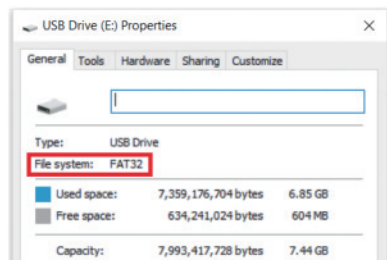 USB Drive (E:) Properties
General Tools Hardware Sharing Customize
Type: USB Drive
File system: FAT32
Used space: 7,359,176,704 bytes 6.85 GB
Free space: 634,241,024 bytes 604 MB
Capacity: 7,993,417,728 bytes 7.44 GB